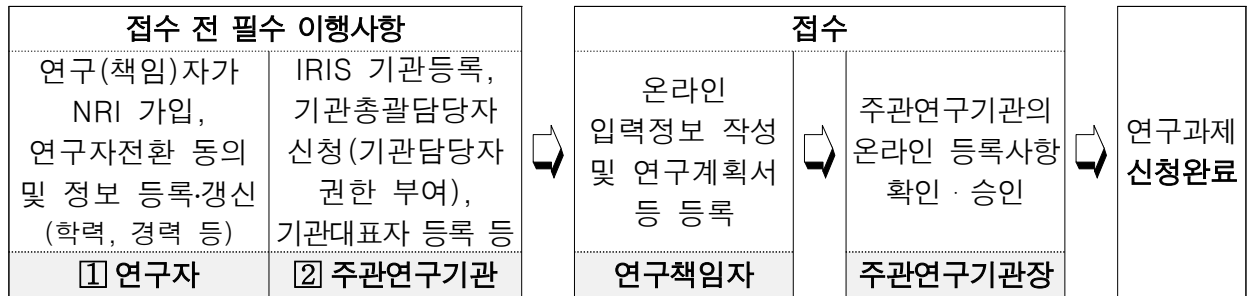 접수 전 필수 이행사항
연구(책임)자가
NRI 가입,
연구자전환 동의
및 정보 등록·갱신
(학력, 경력 등)
1 연구자
IRIS 기관등록,
기관총괄담당자
신청(기관담당자
권한 부여),
기관대표자 등록 등
2 주관연구기관
접수
온라인
입력정보 작성
및 연구계획서
등 등록
연구책임자
주관연구기관의
온라인 등록사항
확인·승인
주관연구기관장
연구과제
신청완료